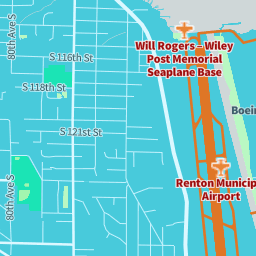 80th Ave S
S 116th St
Will Rogers – Wiley
Post Memorial
Seaplane Base
S 118th St
Boein
S 121st St
Renton Municip
Airport
80th Ave S